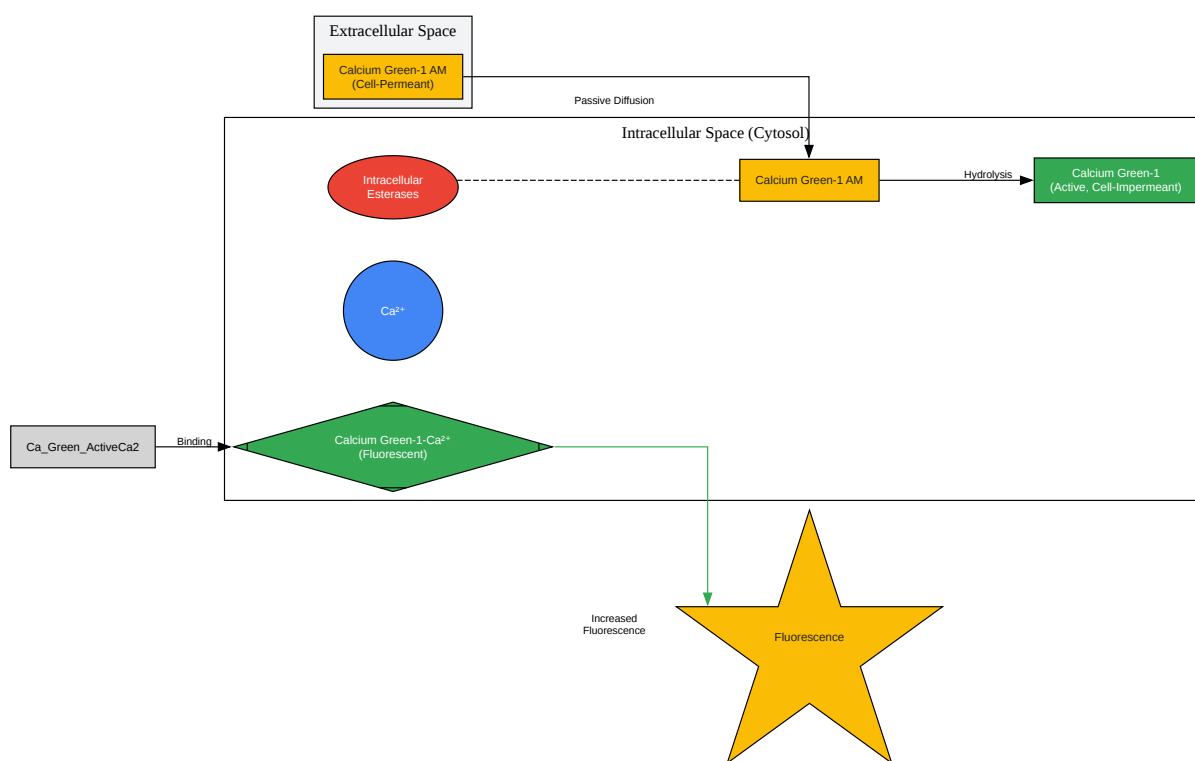 Extracellular Space
Calcium Green-1 AM
(Cell-Permeant)
Passive Diffusion
Intracellular Space (Cytosol)
Intracellular
Esterases
Calcium Green-1 AM
Hydrolysis
Calcium Green-1
(Active, Cell-Impermeant)
Ca²⁺
Ca_Green_ActiveCa2
Binding
Calcium Green-1-Ca²⁺
(Fluorescent)
Increased
Fluorescence
Fluorescence